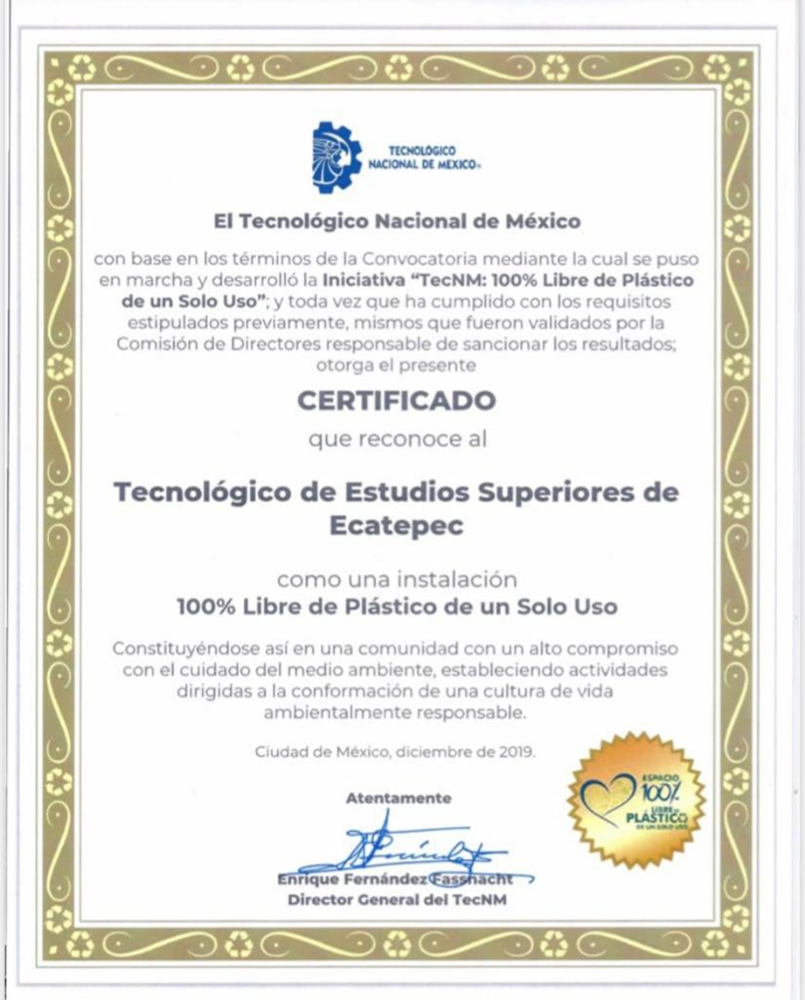 TECNOLÓGICO
NACIONAL DE MÉXICO®
El Tecnológico Nacional de México
con base en los términos de la Convocatoria mediante la cual se puso
en marcha y desarrolló la Iniciativa “TecNM: 100% Libre de Plástico
de un Solo Uso”; y toda vez que ha cumplido con los requisitos
estipulados previamente, mismos que fueron validados por la
Comisión de Directores responsable de sancionar los resultados;
otorga el presente
CERTIFICADO
que reconoce al
Tecnológico de Estudios Superiores de
Ecatepec
como una instalación
100% Libre de Plástico de un Solo Uso
Constituyéndose así en una comunidad con un alto compromiso
con el cuidado del medio ambiente, estableciendo actividades
dirigidas a la conformación de una cultura de vida
ambientalmente responsable.
Ciudad de México, diciembre de 2019.
Atentamente
Enrique Fernández Fassnacht
Director General del TecNM
ESPACIO
100%
LIBRE DE
PLÁSTICO
DE UN SOLO USO